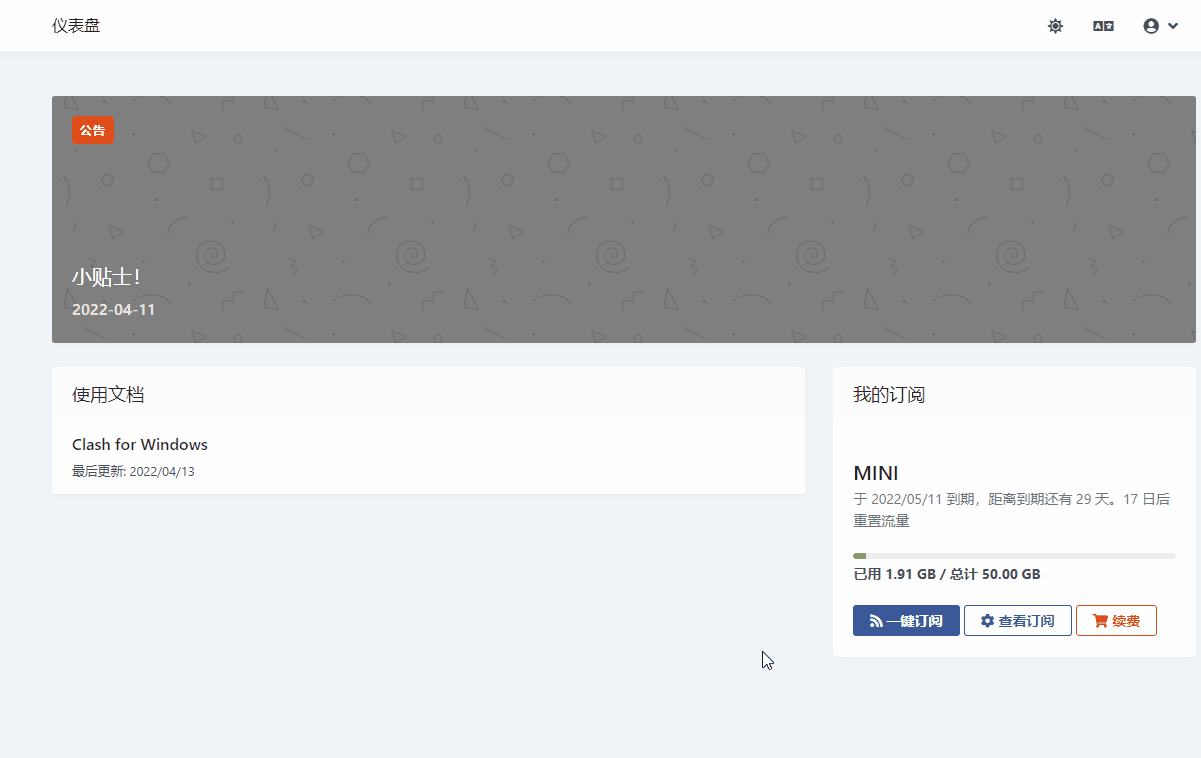 仪表盘
公告
小贴士!
2022-04-11
使用文档
Clash for Windows
最后更新: 2022/04/13
我的订阅
MINI
于 2022/05/11 到期，距离到期还有 29 天。17 日后
重置流量
已用 1.91 GB / 总计 50.00 GB
一键订阅 查看订阅 续费